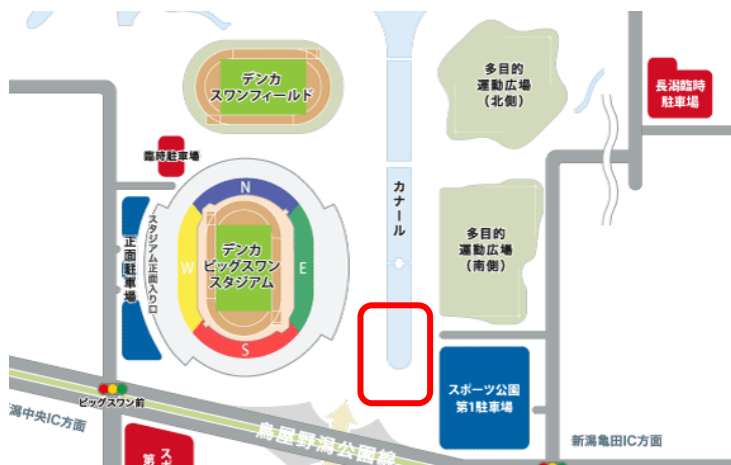 デンカ
スワンフィールド
多目的
運動広場
(北側)
長潟臨時
駐車場
臨時駐車場
N
カナール
スタジアム正面入り口
正面駐車場
W
デンカ
ビッグスワン
スタジアム
E
多目的
運動広場
(南側)
S
スポーツ公園
第1駐車場
ビッグスワン前
潟中央IC方面
鳥屋野潟公園線
新潟亀田IC方面
スポ
第